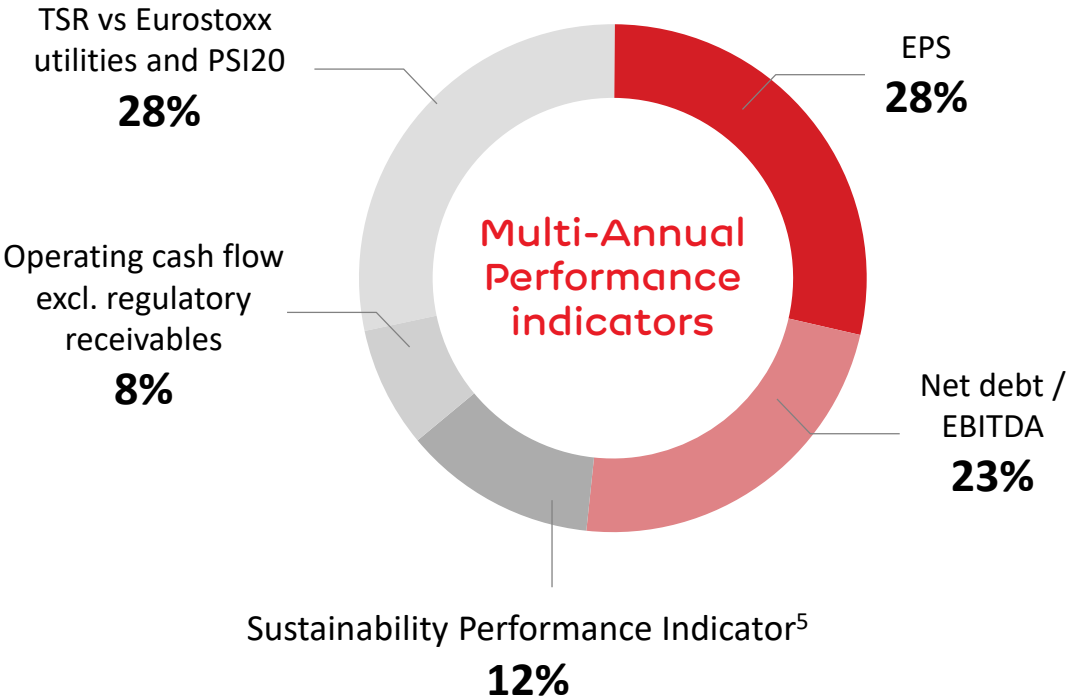 TSR vs Eurostoxx
utilities and PSI20
28%
EPS
28%
Multi-Annual
Performance
indicators
Operating cash flow
excl. regulatory
receivables
8%
Net debt /
EBITDA
23%
Sustainability Performance Indicator⁵
12%